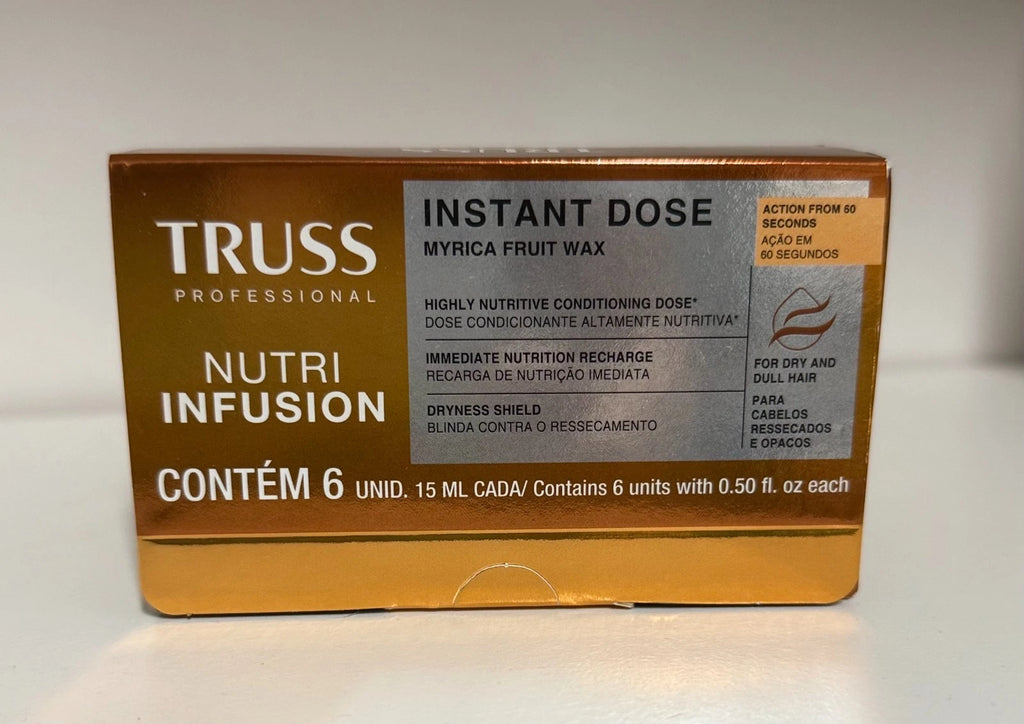 TRUSS
PROFESSIONAL
NUTRI
INFUSION
INSTANT DOSE
MYRICA FRUIT WAX
HIGHLY NUTRITIVE CONDITIONING DOSE*
DOSE CONDICIONANTE ALTAMENTE NUTRITIVA*
IMMEDIATE NUTRITION RECHARGE
RECARGA DE NUTRIÇÃO IMEDIATA
DRYNESS SHIELD
BLINDA CONTRA O RESSECAMENTO
ACTION FROM 60
SECONDS
AÇÃO EM
60 SEGUNDOS
FOR DRY AND
DULL HAIR
PARA
CABELOS
RESSECADOS
E OPACOS
CONTÉM 6 UNID. 15 ML CADA/ Contains 6 units with 0.50 fl. oz each